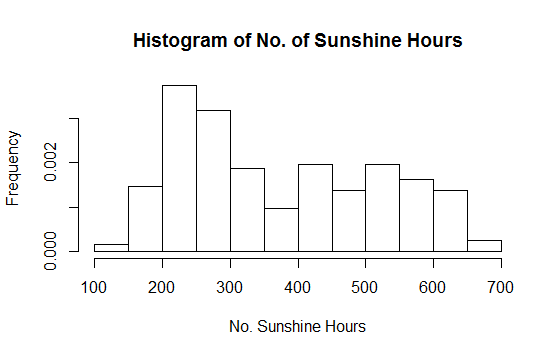 Histogram of No. of Sunshine Hours
Frequency
0.002
0.000
100 200 300 400 500 600 700
No. Sunshine Hours